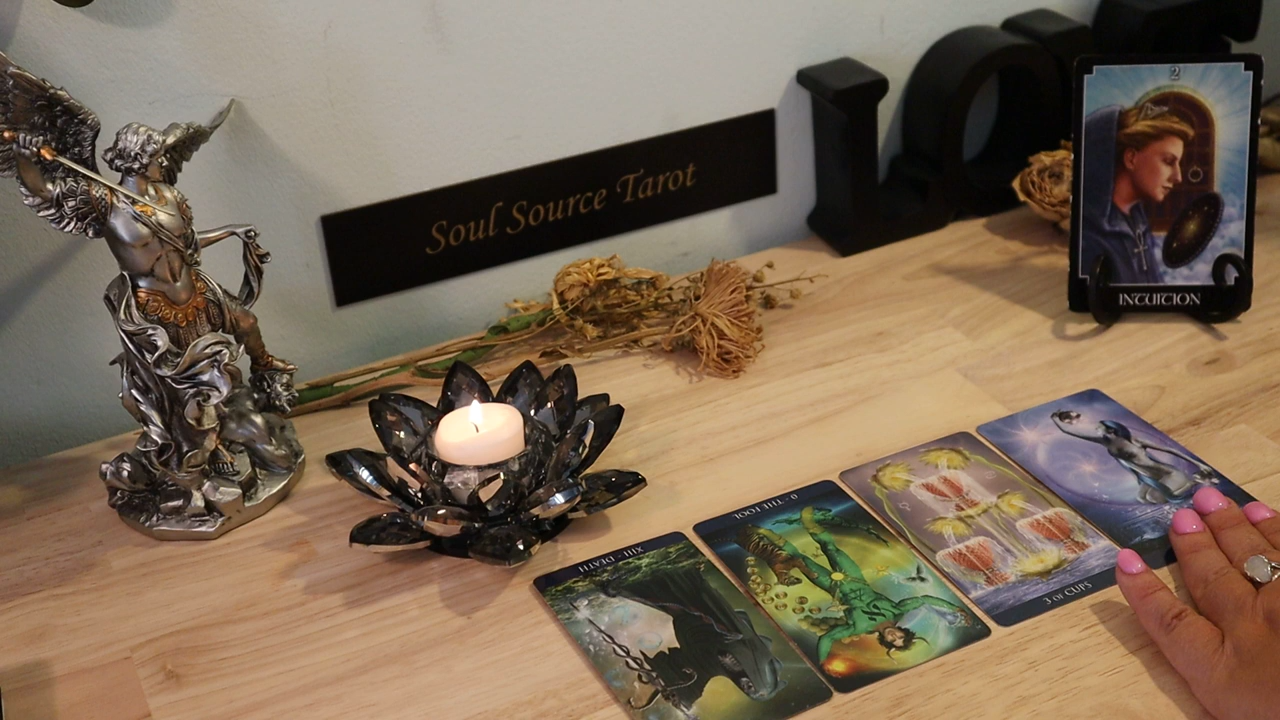 Soul Source Tarot
2
INTUITION
XIII - DEATH
0 - THE FOOL
3 OF CUPS